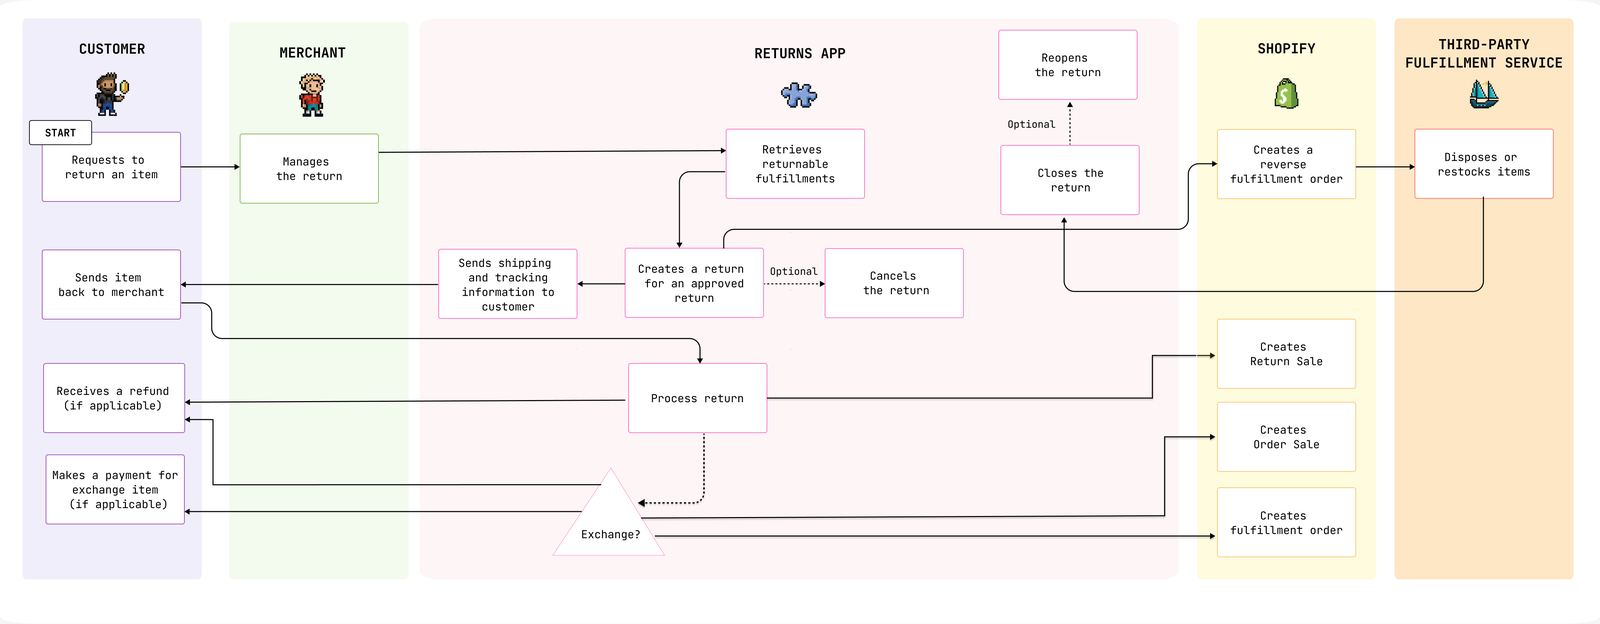 CUSTOMER
MERCHANT
RETURNS APP
SHOPIFY
THIRD-PARTY
FULFILLMENT SERVICE
START
Requests to
return an item
Manages
the return
Retrieves
returnable
fulfillments
Reopens
the return
Optional
Closes the
return
Creates a
reverse
fulfillment order
Disposes or
restocks items
Sends item
back to merchant
Sends shipping
and tracking
information to
customer
Creates a return
for an approved
return
Optional
Cancels
the return
Creates
Return Sale
Receives a refund
(if applicable)
Process return
Creates
Order Sale
Makes a payment for
exchange item
(if applicable)
Exchange?
Creates
fulfillment order